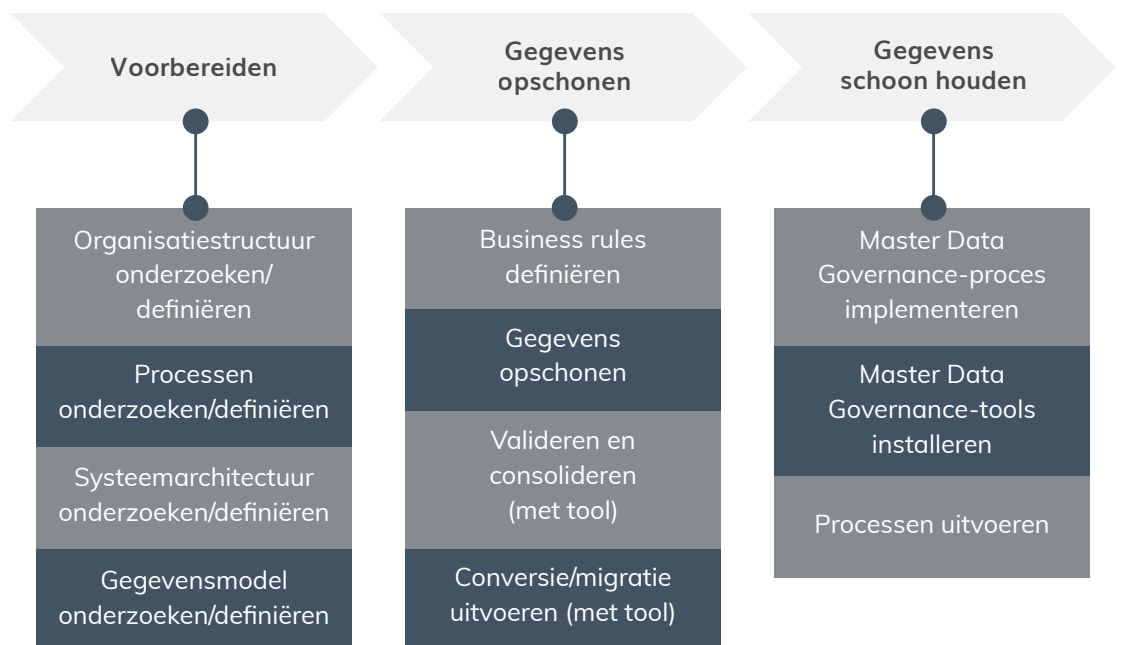 Voorbereiden
Gegevens
opschonen
Gegevens
schoon houden
Organisatiestructuur
onderzoeken/
definiëren
Processen
onderzoeken/definiëren
Systeemarchitectuur
onderzoeken/definiëren
Gegevensmodel
onderzoeken/definiëren
Business rules
definiëren
Gegevens
opschonen
Valideren en
consolideren
(met tool)
Conversie/migratie
uitvoeren (met tool)
Master Data
Governance-proces
implementeren
Master Data
Governance-tools
installeren
Processen uitvoeren